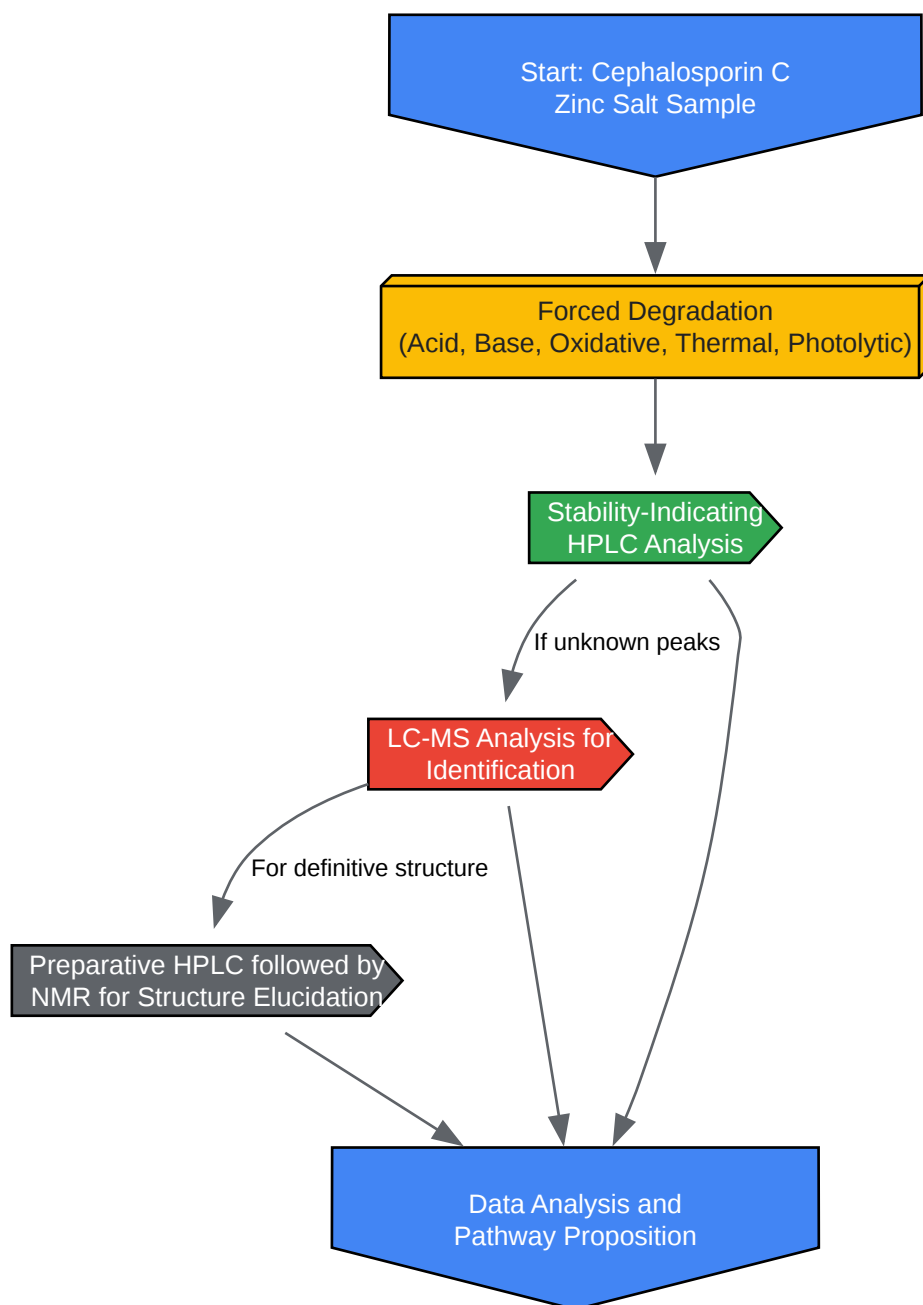 Start: Cephalosporin C
Zinc Salt Sample
Forced Degradation
(Acid, Base, Oxidative, Thermal, Photolytic)
Stability-Indicating
HPLC Analysis
If unknown peaks
LC-MS Analysis for
Identification
For definitive structure
Preparative HPLC followed by
NMR for Structure Elucidation
Data Analysis and
Pathway Proposition